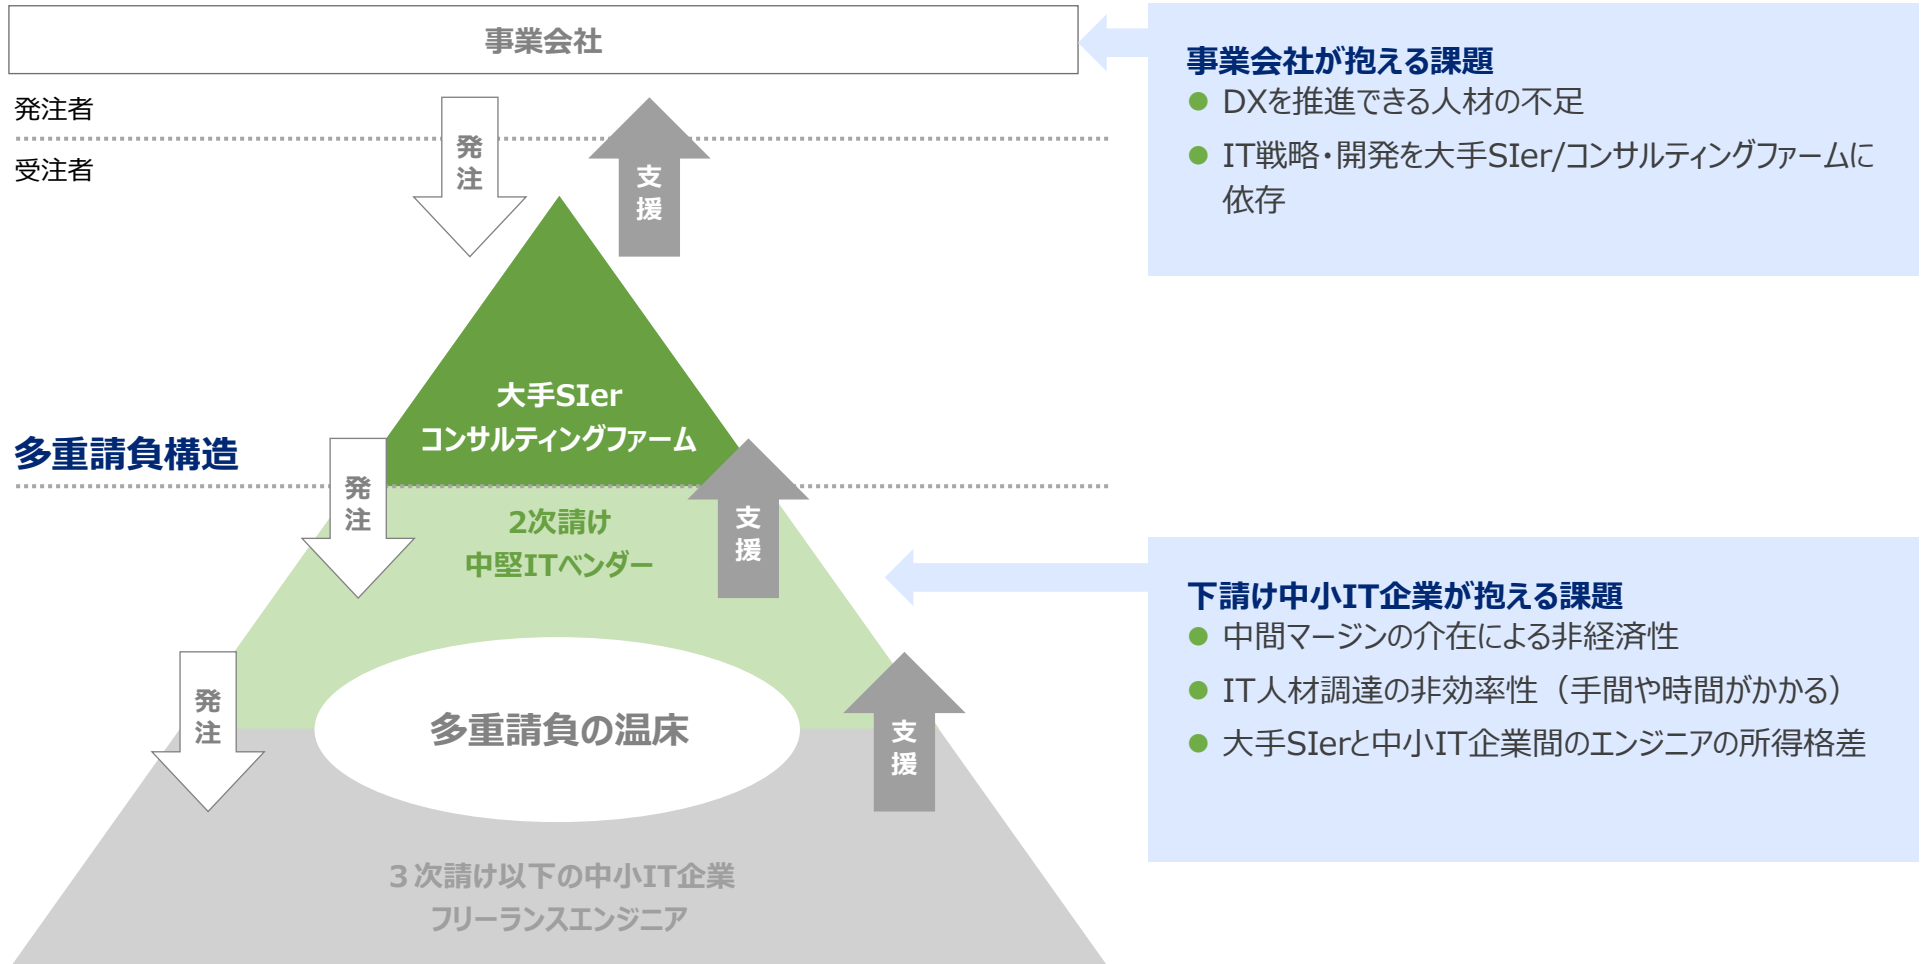 事業会社
発注者
受注者
発
注
支
援
大手SIer
コンサルティングファーム
多重請負構造
発
注
支
援
2次請け
中堅ITベンダー
発
注
支
援
多重請負の温床
３次請け以下の中小IT企業
フリーランスエンジニア
事業会社が抱える課題
● DXを推進できる人材の不足
● IT戦略・開発を大手SIer/コンサルティングファームに
依存
下請け中小IT企業が抱える課題
● 中間マージンの介在による非経済性
● IT人材調達の非効率性（手間や時間がかかる）
● 大手SIerと中小IT企業間のエンジニアの所得格差